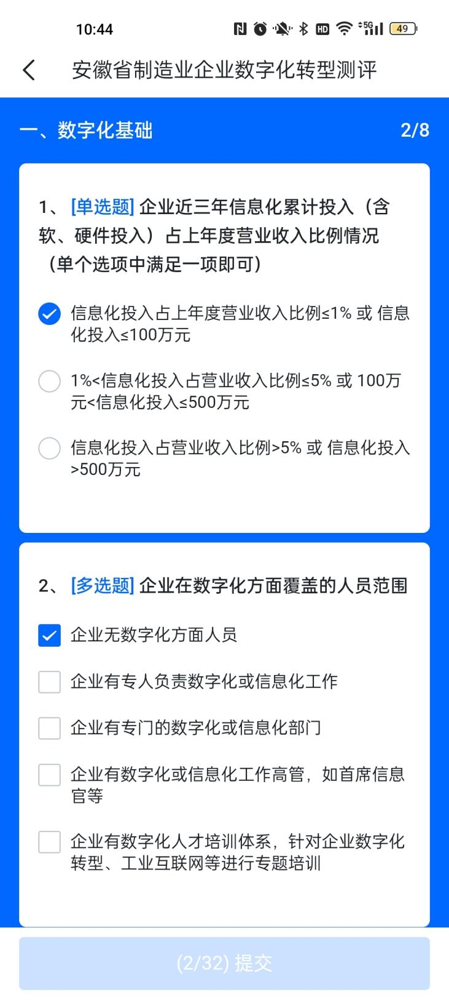 10:44
HD
5G
49
安徽省制造业企业数字化转型测评
一、数字化基础
2/8
1、[单选题] 企业近三年信息化累计投入（含
软、硬件投入）占上年度营业收入比例情况
（单个选项中满足一项即可）
信息化投入占上年度营业收入比例≤1% 或 信息
化投入≤100万元
1%<信息化投入占营业收入比例≤5% 或 100万
元<信息化投入≤500万元
信息化投入占营业收入比例>5% 或 信息化投入
>500万元
2、[多选题] 企业在数字化方面覆盖的人员范围
企业无数字化方面人员
企业有专人负责数字化或信息化工作
企业有专门的数字化或信息化部门
企业有数字化或信息化工作高管，如首席信息
官等
企业有数字化人才培训体系，针对企业数字化
转型、工业互联网等进行专题培训
(2/32) 提交